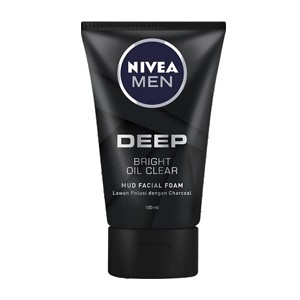 NIVEA
MEN
DEEP
BRIGHT
OIL CLEAR
MUD FACIAL FOAM
Lawan Polusi dengan Charcoal
100 ml